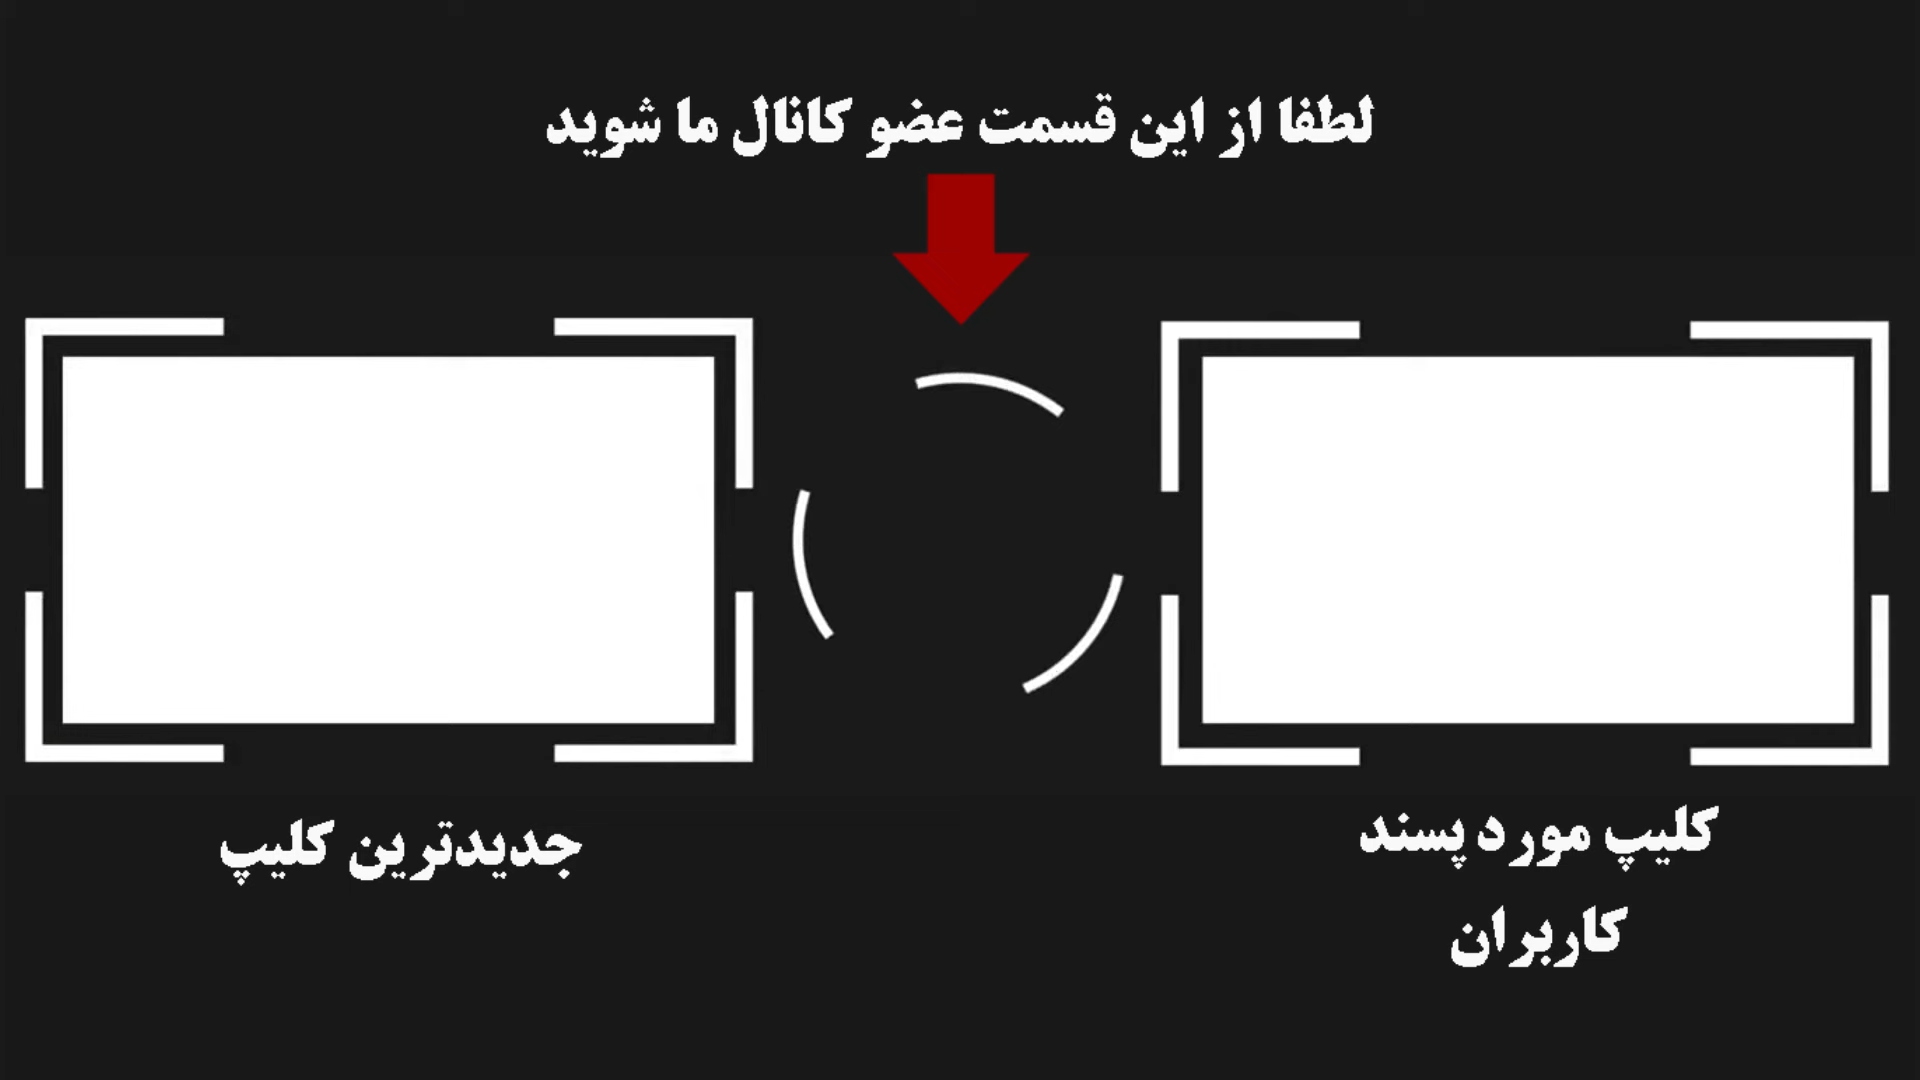 لطفا از این قسمت عضو کانال ما شوید
کلیپ مورد پسند
کاربران
جدیدترین کلیپ